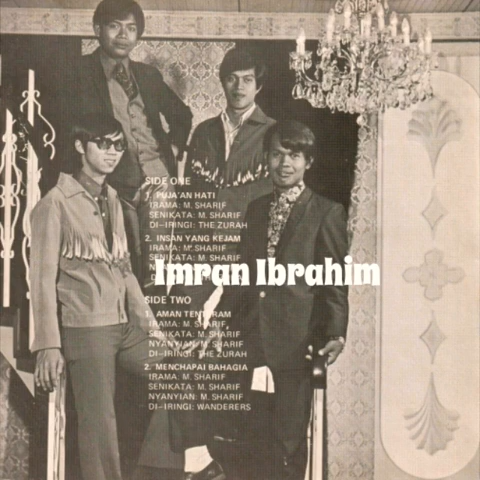 SIDE ONE
1. PUJA'AN HATI
IRAMA: M. SHARIF
SENIKATA: M. SHARIF
DI-IRINGI: THE ZURAH
2. INSAN YANG KEJAM
IRAMA: M. SHARIF
SENIKATA: M. SHARIF
Imran Ibrahim
SIDE TWO
1. AMAN TENTERAM
IRAMA: M. SHARIF,
SENIKATA: M. SHARIF
NYANYIAN: M. SHARIF
DI-IRINGI: THE ZURAH
2. MENCHAPAI BAHAGIA
IRAMA: M. SHARIF
SENIKATA: M. SHARIF
NYANYIAN: M. SHARIF
DI-IRINGI: WANDERERS